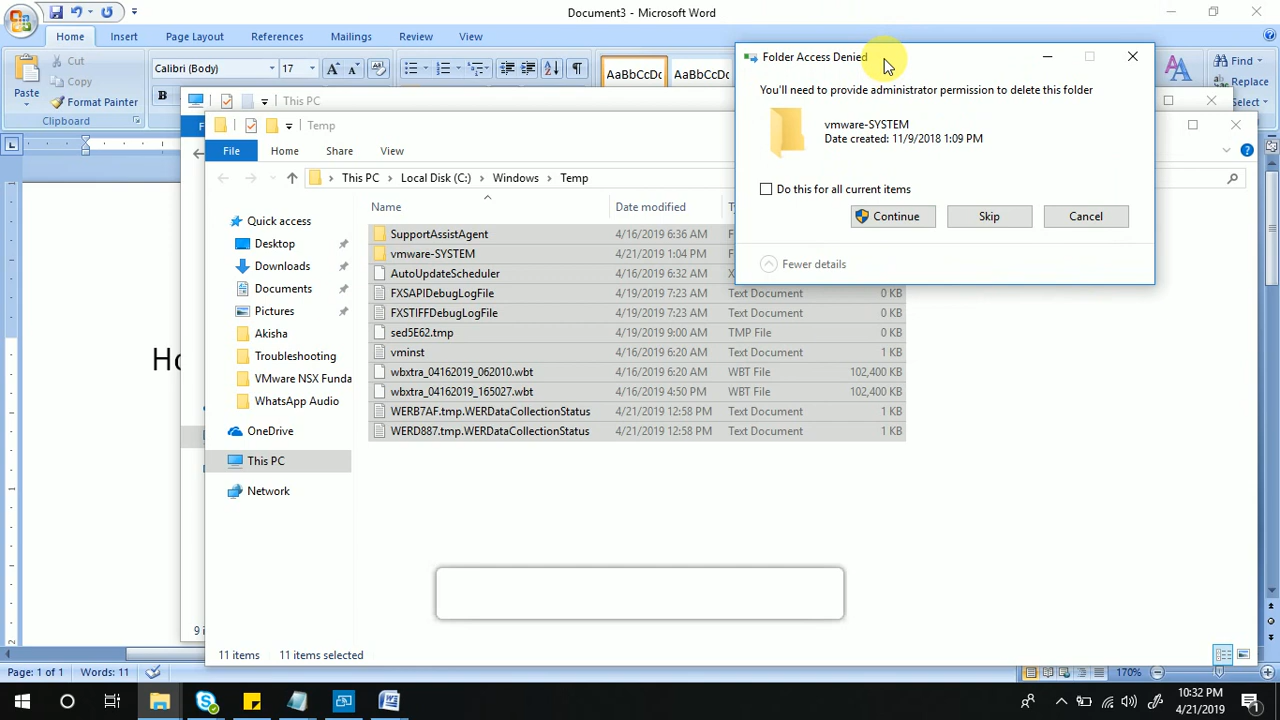 Document3 - Microsoft Word
Home Insert Page Layout References Mailings Review View
Paste Cut
Copy
Format Painter
Clipboard
Calibri (Body) 17
B
AaBbCcDc AaBbCcDc
Find
Replace
Select
This PC
F
Temp
File Home Share View
This PC > Local Disk (C:) > Windows > Temp
Quick access
Desktop
Downloads
Documents
Pictures
Akisha
Troubleshooting
VMware NSX Funda
WhatsApp Audio
OneDrive
This PC
Network
Name Date modified
SupportAssistAgent 4/16/2019 6:36 AM
vmware-SYSTEM 4/21/2019 1:04 PM
AutoUpdateScheduler 4/16/2019 6:32 AM
FXSAPIDebugLogFile 4/19/2019 7:23 AM Text Document 0 KB
FXSTIFFDebugLogFile 4/19/2019 7:23 AM Text Document 0 KB
sed5E62.tmp 4/19/2019 9:00 AM TMP File 0 KB
vminst 4/16/2019 6:20 AM Text Document 1 KB
wbxtra_04162019_062010.wbt 4/16/2019 6:20 AM WBT File 102,400 KB
wbxtra_04162019_165027.wbt 4/16/2019 4:50 PM WBT File 102,400 KB
WERB7AF.tmp.WERDataCollectionStatus 4/21/2019 12:58 PM Text Document 1 KB
WERD887.tmp.WERDataCollectionStatus 4/21/2019 12:58 PM Text Document 1 KB
11 items 11 items selected
Folder Access Denied
You'll need to provide administrator permission to delete this folder
vmware-SYSTEM
Date created: 11/9/2018 1:09 PM
Do this for all current items
Continue Skip Cancel
Fewer details
Ho
9 i
Page: 1 of 1 Words: 11 170%
10:32 PM
4/21/2019
1